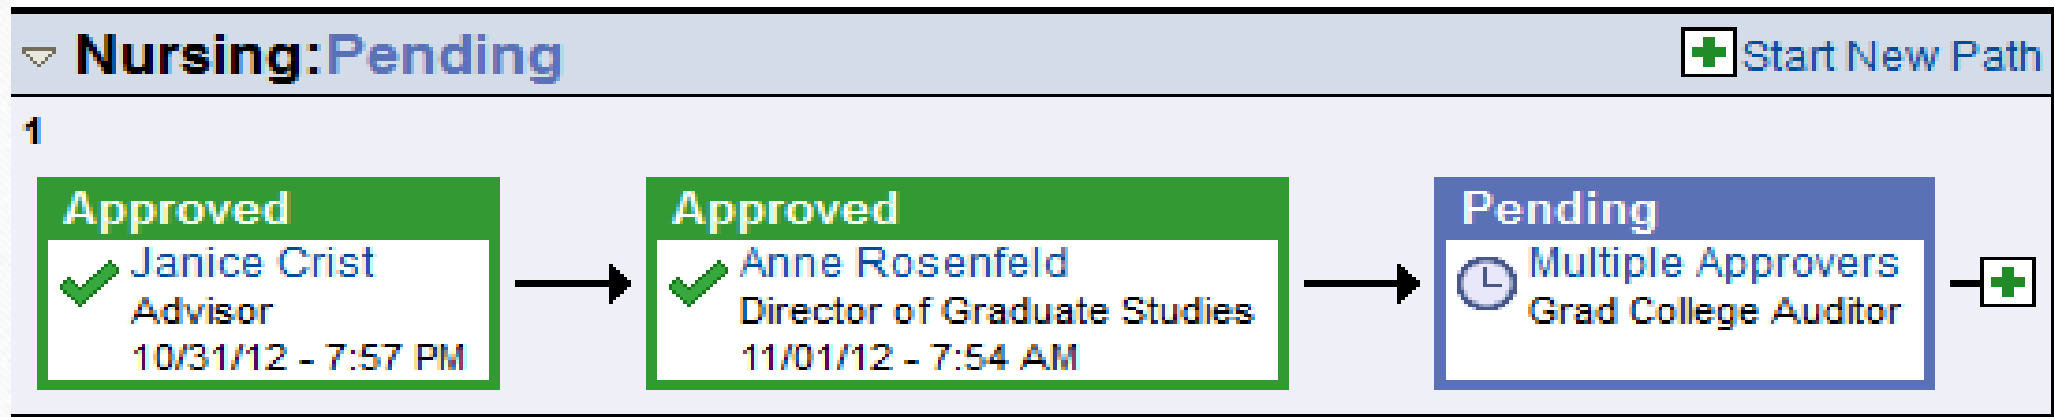 Nursing:Pending
Start New Path
1
Approved
Janice Crist
Advisor
10/31/12 - 7:57 PM
Approved
Anne Rosenfeld
Director of Graduate Studies
11/01/12 - 7:54 AM
Pending
Multiple Approvers
Grad College Auditor